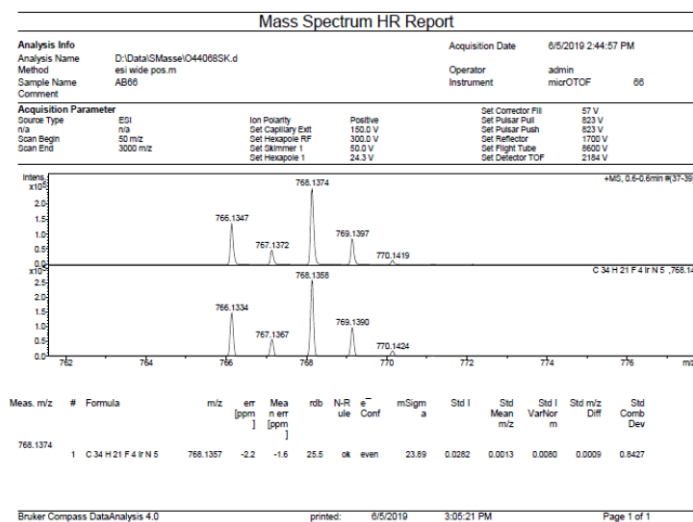 Mass Spectrum HR Report
Analysis Info
Acquisition Date 6/5/2019 2:44:57 PM
Analysis Name D:\Data\SMasse\O44068SK.d
Method esi wide pos.m Operator admin
Sample Name AB66 Instrument micrOTOF 66
Comment
Acquisition Parameter
Set Corrector Fill 57 V
Source Type ESI Ion Polarity Positive Set Pulsar Pull 823 V
n/a n/a Set Capillary Exit 150.0 V Set Pulsar Push 823 V
Scan Begin 50 m/z Set Hexapole RF 300.0 V Set Reflector 1700 V
Scan End 3000 m/z Set Skimmer 1 50.0 V Set Flight Tube 8600 V
Set Hexapole 1 24.3 V Set Detector TOF 2184 V
Intens.
x10
+MS, 0.6-0.6min #(37-39)
768.1374
2.0
766.1347
1.5
1.0
769.1397
767.1372
0.5
770.1419
0.0
x10
C 34 H 21 F 4 Ir N 5 ,768.14
768.1358
2.5
2.0
766.1334
1.5
769.1390
1.0
767.1367
0.5
770.1424
0.0
762 764 766 768 770 772 774 776 m/z
Meas. m/z # Formula m/z err [ppm] Mean err [ppm] rdb N-Rule e⁻ Conf mSigma Std I Std Mean m/z Std I VarNorm Std m/z Diff Std Comb Dev
768.1374
1 C 34 H 21 F 4 Ir N 5 768.1357 -2.2 -1.6 25.5 ok even 23.89 0.0282 0.0013 0.0080 0.0009 0.8427
Bruker Compass DataAnalysis 4.0 printed: 6/5/2019 3:05:21 PM Page 1 of 1